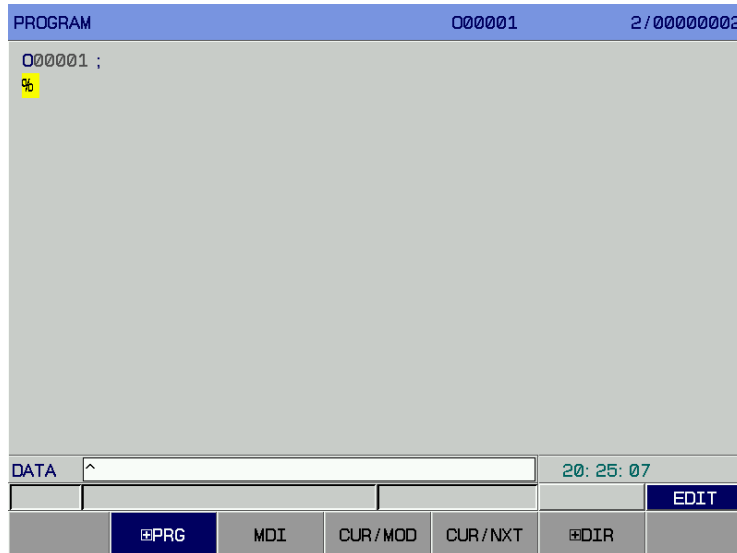 PROGRAM O00001 2/00000002
O00001 ;
%
DATA ^ 20: 25: 07
EDIT
⊞PRG MDI CUR/MOD CUR/NXT ⊞DIR